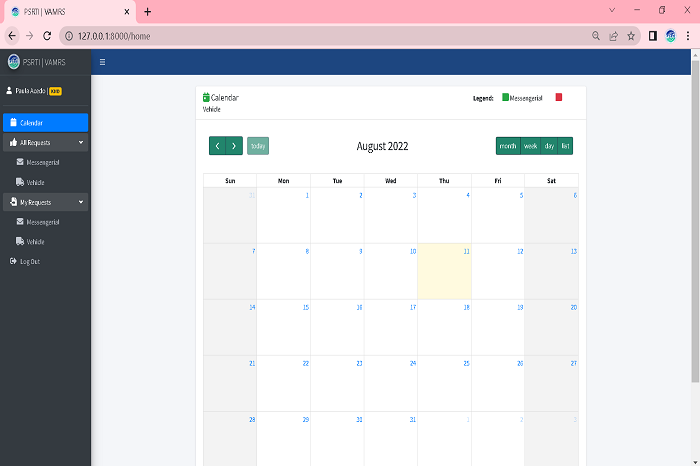 PSRTI | VAMRS
127.0.0.1:8000/home
PSRTI | VAMRS
Paula Acedo KMD
Calendar
All Requests
Messengerial
Vehicle
My Requests
Messengerial
Vehicle
Log Out
Calendar
Vehicle
Legend: Messengerial
today
August 2022
month week day list
Sun Mon Tue Wed Thu Fri Sat
31 1 2 3 4 5 6
7 8 9 10 11 12 13
14 15 16 17 18 19 20
21 22 23 24 25 26 27
28 29 30 31 1 2 3